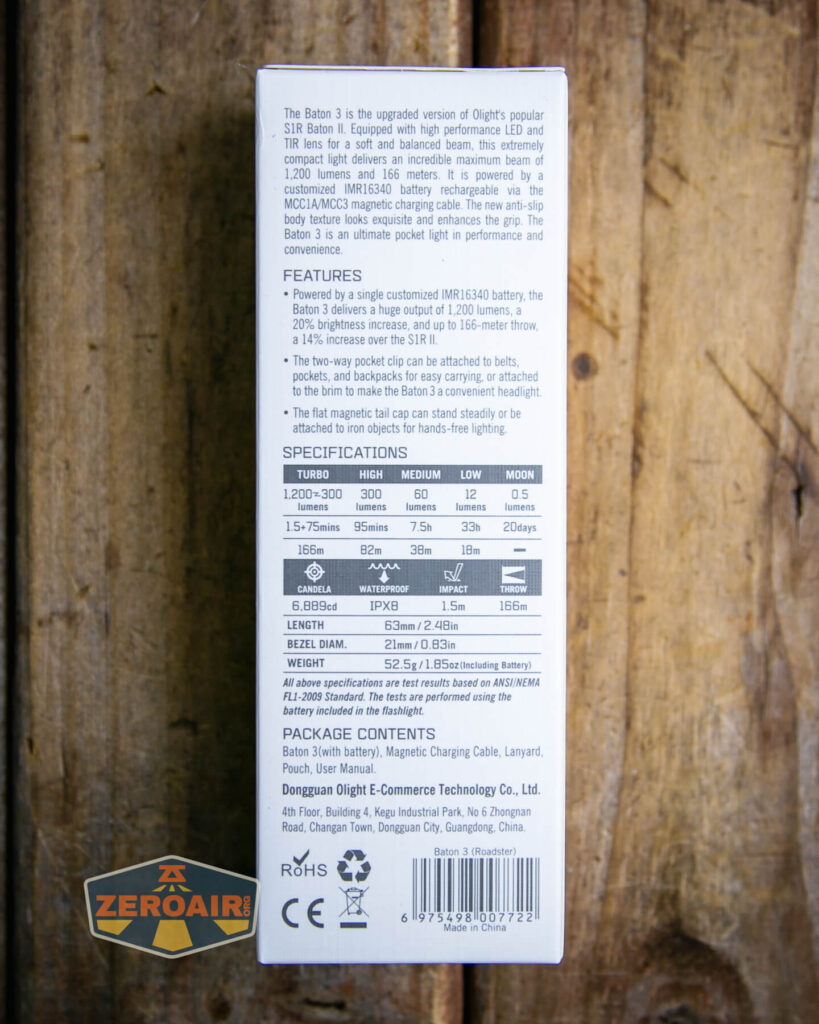 The Baton 3 is the upgraded version of Olight's popular
S1R Baton II. Equipped with high performance LED and
TIR lens for a soft and balanced beam, this extremely
compact light delivers an incredible maximum beam of
1,200 lumens and 166 meters. It is powered by a
customized IMR16340 battery rechargeable via the
MCC1A/MCC3 magnetic charging cable. The new anti-slip
body texture looks exquisite and enhances the grip. The
Baton 3 is an ultimate pocket light in performance and
convenience.
FEATURES
• Powered by a single customized IMR16340 battery, the
Baton 3 delivers a huge output of 1,200 lumens, a
20% brightness increase, and up to 166-meter throw,
a 14% increase over the S1R II.
• The two-way pocket clip can be attached to belts,
pockets, and backpacks for easy carrying, or attached
to the brim to make the Baton 3 a convenient headlight.
• The flat magnetic tail cap can stand steadily or be
attached to iron objects for hands-free lighting.
SPECIFICATIONS
TURBO HIGH MEDIUM LOW MOON
1,200~300 300 60 12 0.5
lumens lumens lumens lumens lumens
1.5+75mins 95mins 7.5h 33h 20days
166m 82m 38m 18m —
CANDELA WATERPROOF IMPACT THROW
6,889cd IPX8 1.5m 166m
LENGTH 63mm / 2.48in
BEZEL DIAM. 21mm / 0.83in
WEIGHT 52.5g / 1.85oz (Including Battery)
All above specifications are test results based on ANSI/NEMA
FL1-2009 Standard. The tests are performed using the
battery included in the flashlight.
PACKAGE CONTENTS
Baton 3(with battery), Magnetic Charging Cable, Lanyard,
Pouch, User Manual.
Dongguan Olight E-Commerce Technology Co., Ltd.
4th Floor, Building 4, Kegu Industrial Park, No 6 Zhongnan
Road, Changan Town, Dongguan City, Guangdong, China.
RoHS
CE
Baton 3 (Roadster)
6 975498 007722
Made in China
ZEROAIR.ORG